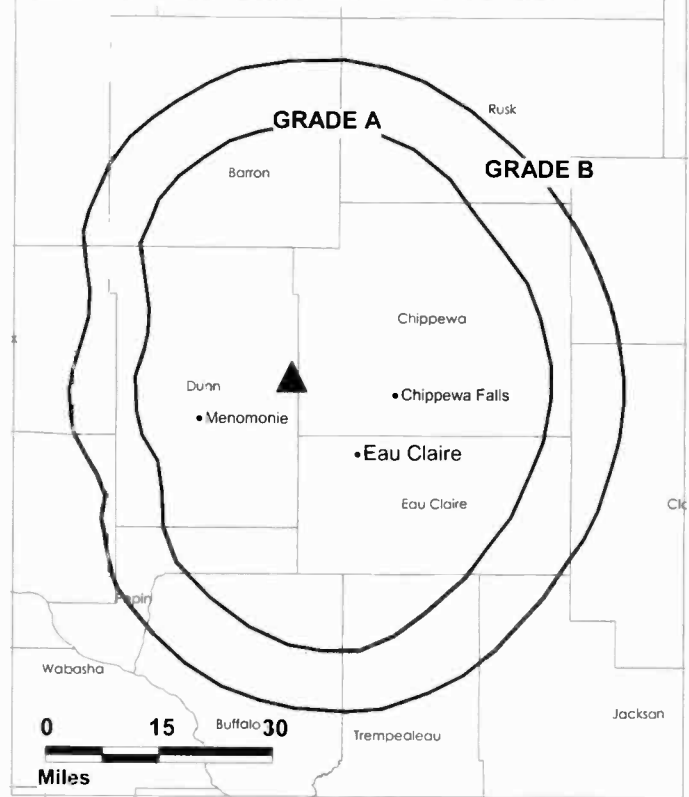 Rusk
GRADE A
GRADE B
Barron
Chippewa
Dunn
Chippewa Falls
Menomonie
Eau Claire
Eau Claire
Clc
Pepin
Wabasha
Buffalo
Jackson
Trempealeau
0 15 30
Miles